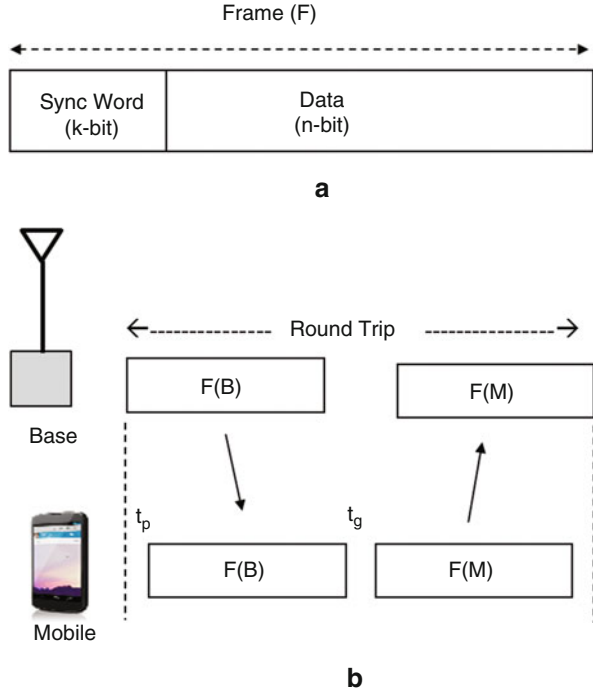 Frame (F)
Sync Word
(k-bit)
Data
(n-bit)
a
Round Trip
F(B)
F(M)
Base
t_p
t_g
F(B)
F(M)
Mobile
b